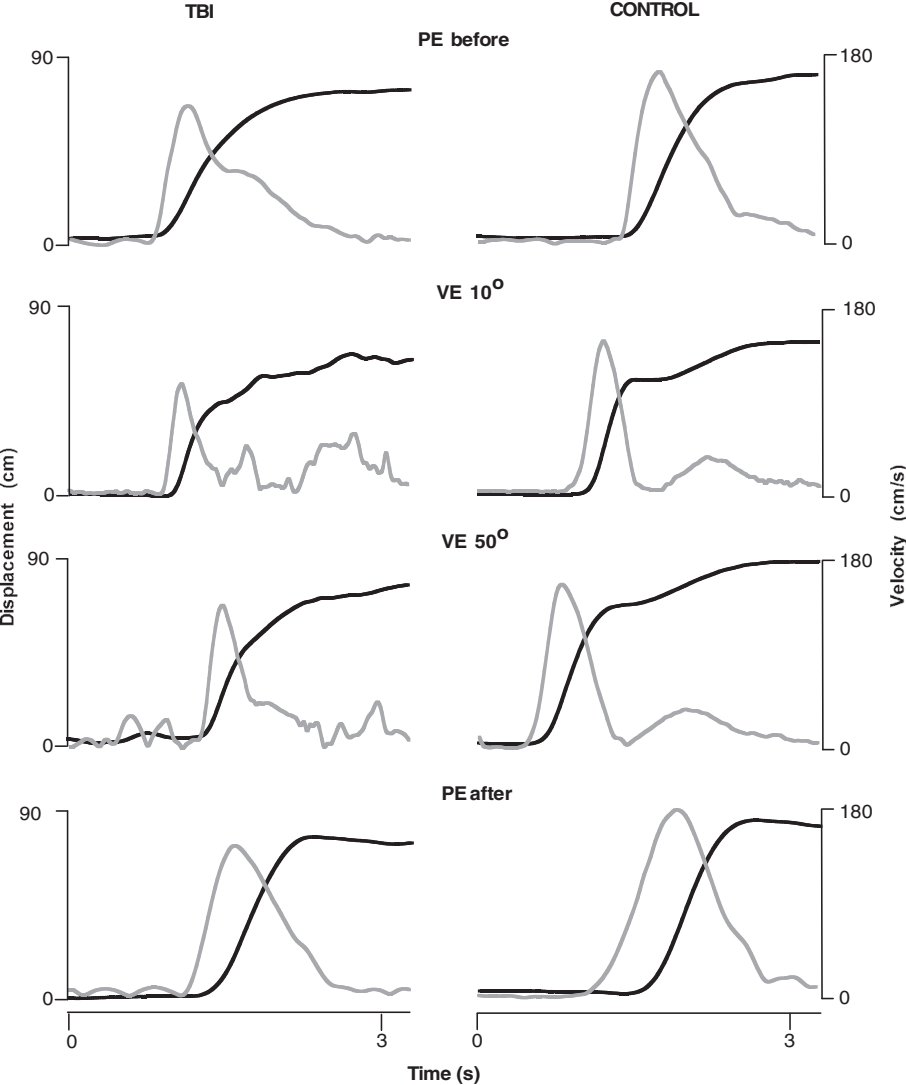 TBI CONTROL
PE before
90 180
0 0
VE 10°
90 180
0 0
Displacement (cm)
Velocity (cm/s)
VE 50°
90 180
0 0
PE after
90 180
0 0
0 3 0 3
Time (s)